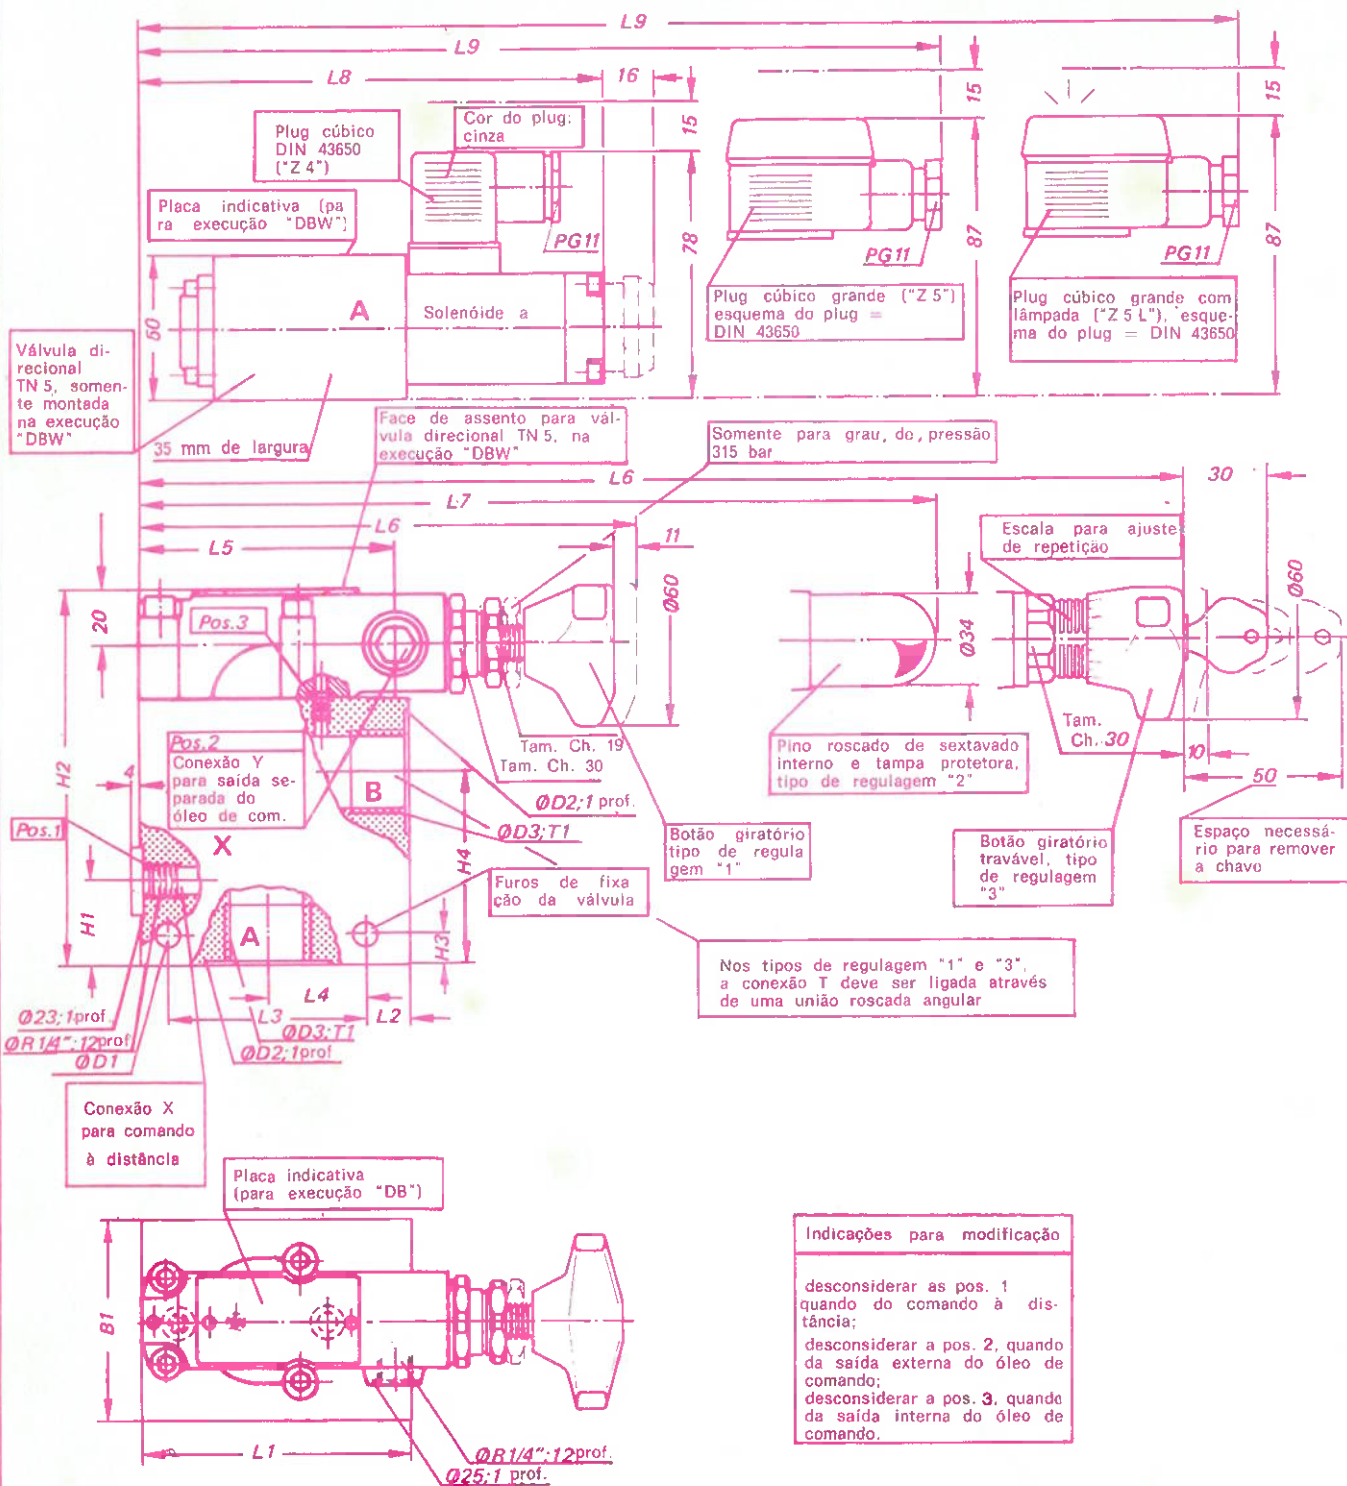 L9
L9
L8
16
15
15
15
Plug cúbico
DIN 43650
("Z 4")
Cor do plug:
cinza
Placa indicativa (pa
ra execução "DBW")
PG11
78
PG11
87
PG11
87
A
Solenóide a
60
Plug cúbico grande ("Z 5")
esquema do plug =
DIN 43650
Plug cúbico grande com
lâmpada ("Z 5 L"), esque-
ma do plug = DIN 43650
Válvula di-
recional
TN 5, somen-
te montada
na execução
"DBW"
35 mm de largura
Face de assento para vál-
vula direcional TN 5, na
execução "DBW"
Somente para grau, de, pressão
315 bar
L6
30
L7
L6
L5
11
Escala para ajuste
de repetição
20
Pos.3
Ø60
Ø34
Ø60
Tam. Ch. 19
Tam. Ch. 30
Tam.
Ch. 30
10
50
Pos.2
Conexão Y
para saída se-
parada do
óleo de com.
H2
4
B
ØD2;1 prof.
ØD3;T1
Pino roscado de sextavado
interno e tampa protetora,
tipo de regulagem "2"
Pos.1
X
H4
Botão giratório
tipo de regula
gem "1"
Botão giratório
travável, tipo
de regulagem
"3"
Espaço necessá-
rio para remover
a chavo
H1
Furos de fixa
ção da válvula
A
H3
Nos tipos de regulagem "1" e "3",
a conexão T deve ser ligada através
de uma união roscada angular
L4
L3
L2
Ø23;1prof.
ØR1/4";12prof
ØD1
ØD3;T1
ØD2;1prof
Conexão X
para comando
à distância
Placa indicativa
(para execução "DB")
B1
L1
ØR1/4";12prof.
Ø25;1 prof.
Indicações para modificação
desconsiderar as pos. 1
quando do comando à dis-
tância;
desconsiderar a pos. 2, quando
da saída externa do óleo de
comando;
desconsiderar a pos. 3, quando
da saída interna do óleo de
comando.